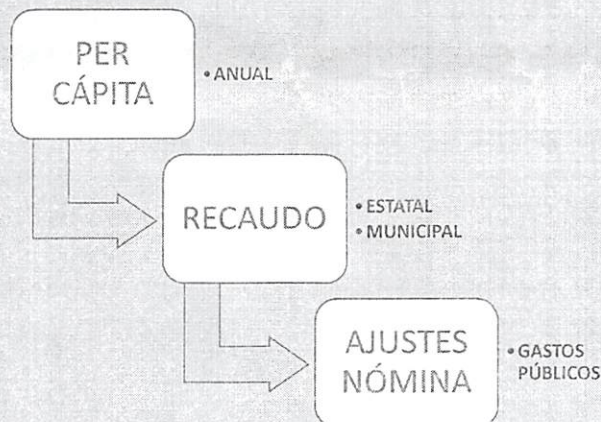 PER
CÁPITA
• ANUAL
RECAUDO
• ESTATAL
• MUNICIPAL
AJUSTES
NÓMINA
• GASTOS
PÚBLICOS